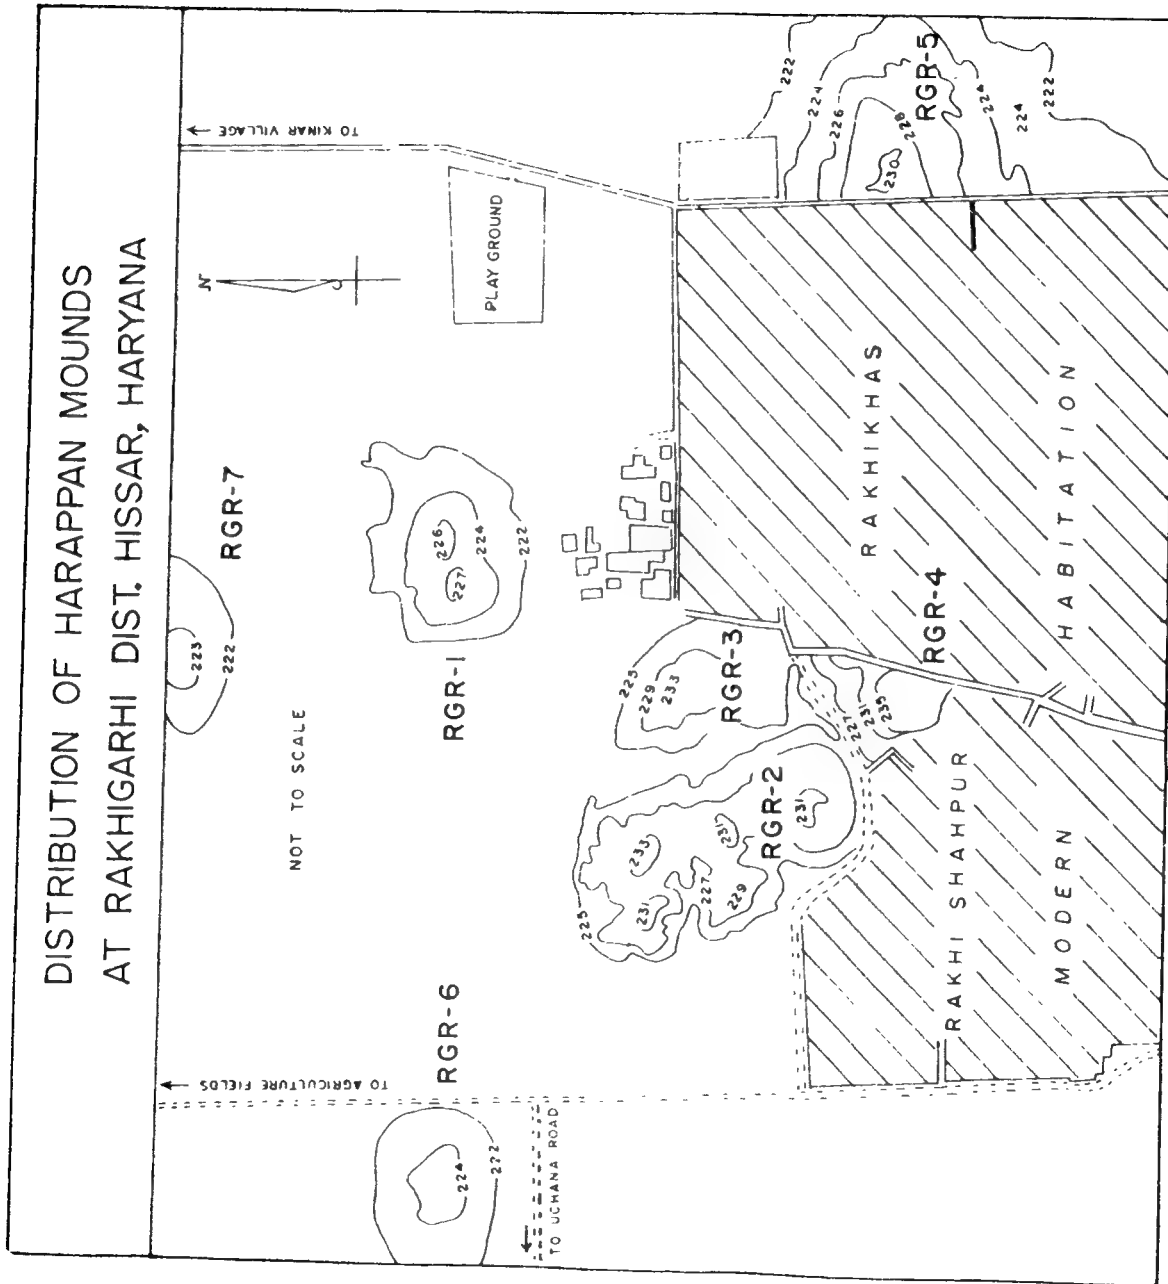 DISTRIBUTION OF HARAPPAN MOUNDS
AT RAKHIGARHI DIST. HISSAR, HARYANA
TO AGRICULTURE FIELDS
NOT TO SCALE
223
222
RGR-7
N
TO KINAR VILLAGE
224
222
RGR-6
TO UCHANA ROAD
RGR-1
227
226
224
222
PLAY GROUND
225
231
233
227
229
231
RGR-2
231
225
229
233
RGR-3
227
231
235
RGR-4
RAKHI SHAHPUR
RAKHIKHAS
MODERN
HABITATION
222
224
226
228
230
RGR-5
224
224
222